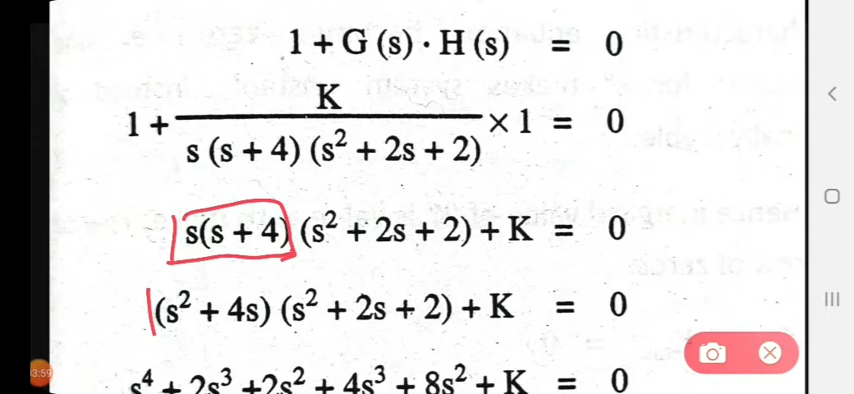 1 + G (s) · H (s) = 0
1 + K / s (s + 4) (s² + 2s + 2) × 1 = 0
s(s + 4) (s² + 2s + 2) + K = 0
(s² + 4s) (s² + 2s + 2) + K = 0
s⁴ + 2s³ +2s² + 4s³ + 8s² + K = 0
3:59